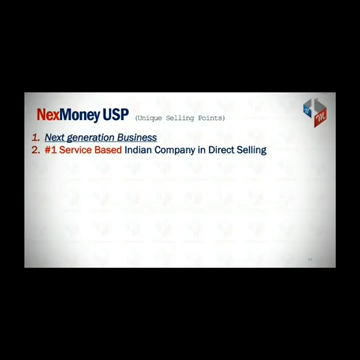 NexMoney USP (Unique Selling Points)
1. Next generation Business
2. #1 Service Based Indian Company in Direct Selling